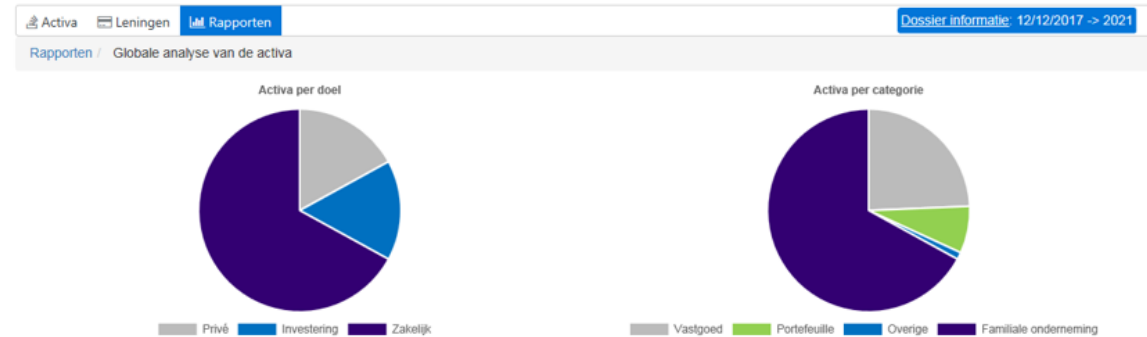 Activa Leningen Rapporten Dossier informatie: 12/12/2017 -> 2021
Rapporten / Globale analyse van de activa
Activa per doel
Privé Investering Zakelijk
Activa per categorie
Vastgoed Portefeuille Overige Familiale onderneming